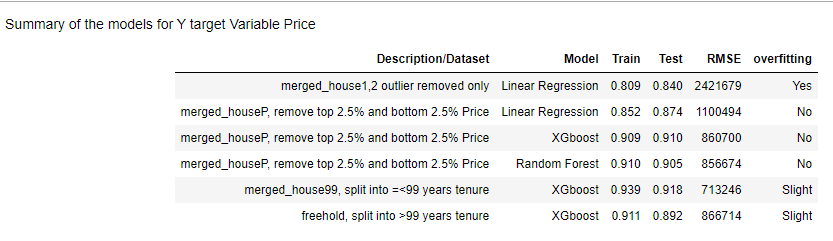 Summary of the models for Y target Variable Price
Description/Dataset Model Train Test RMSE overfitting
merged_house1,2 outlier removed only Linear Regression 0.809 0.840 2421679 Yes
merged_houseP, remove top 2.5% and bottom 2.5% Price Linear Regression 0.852 0.874 1100494 No
merged_houseP, remove top 2.5% and bottom 2.5% Price XGboost 0.909 0.910 860700 No
merged_houseP, remove top 2.5% and bottom 2.5% Price Random Forest 0.910 0.905 856674 No
merged_house99, split into =<99 years tenure XGboost 0.939 0.918 713246 Slight
freehold, split into >99 years tenure XGboost 0.911 0.892 866714 Slight